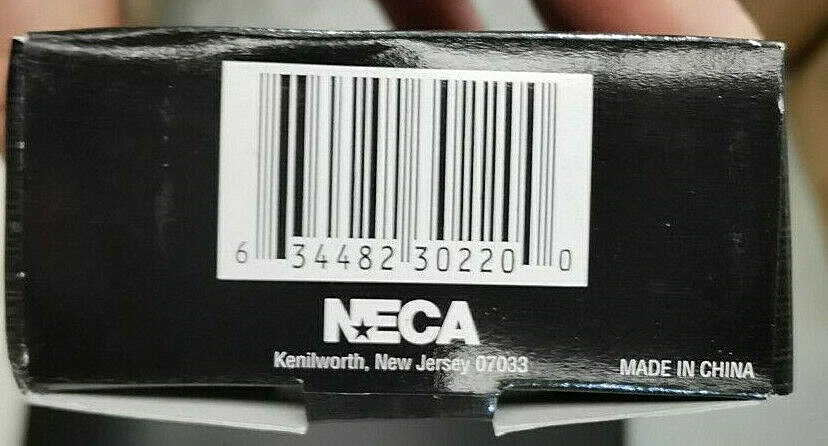 6 34482 30220 0
NECA
Kenilworth, New Jersey 07033
MADE IN CHINA